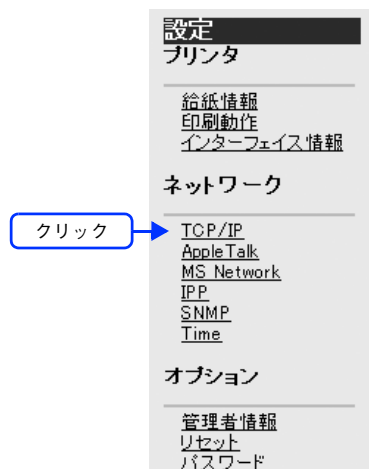 設定
プリンタ
給紙情報
印刷動作
インターフェイス情報
ネットワーク
クリック
TCP/IP
AppleTalk
MS Network
IPP
SNMP
Time
オプション
管理者情報
リセット
パスワード